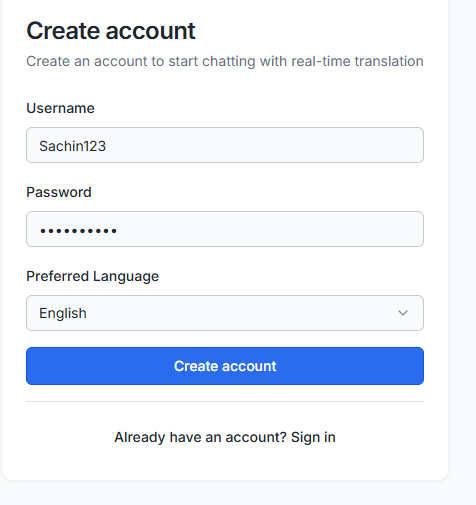 Create account
Create an account to start chatting with real-time translation
Username
Sachin123
Password
••••••••••
Preferred Language
English
Create account
Already have an account? Sign in